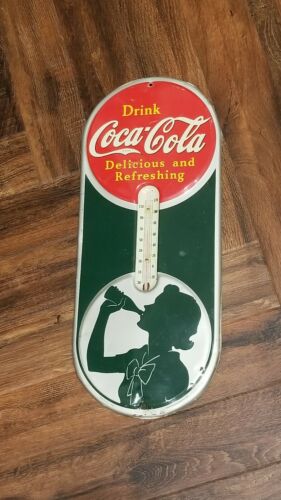 Drink
Coca-Cola
Delicious and
Refreshing